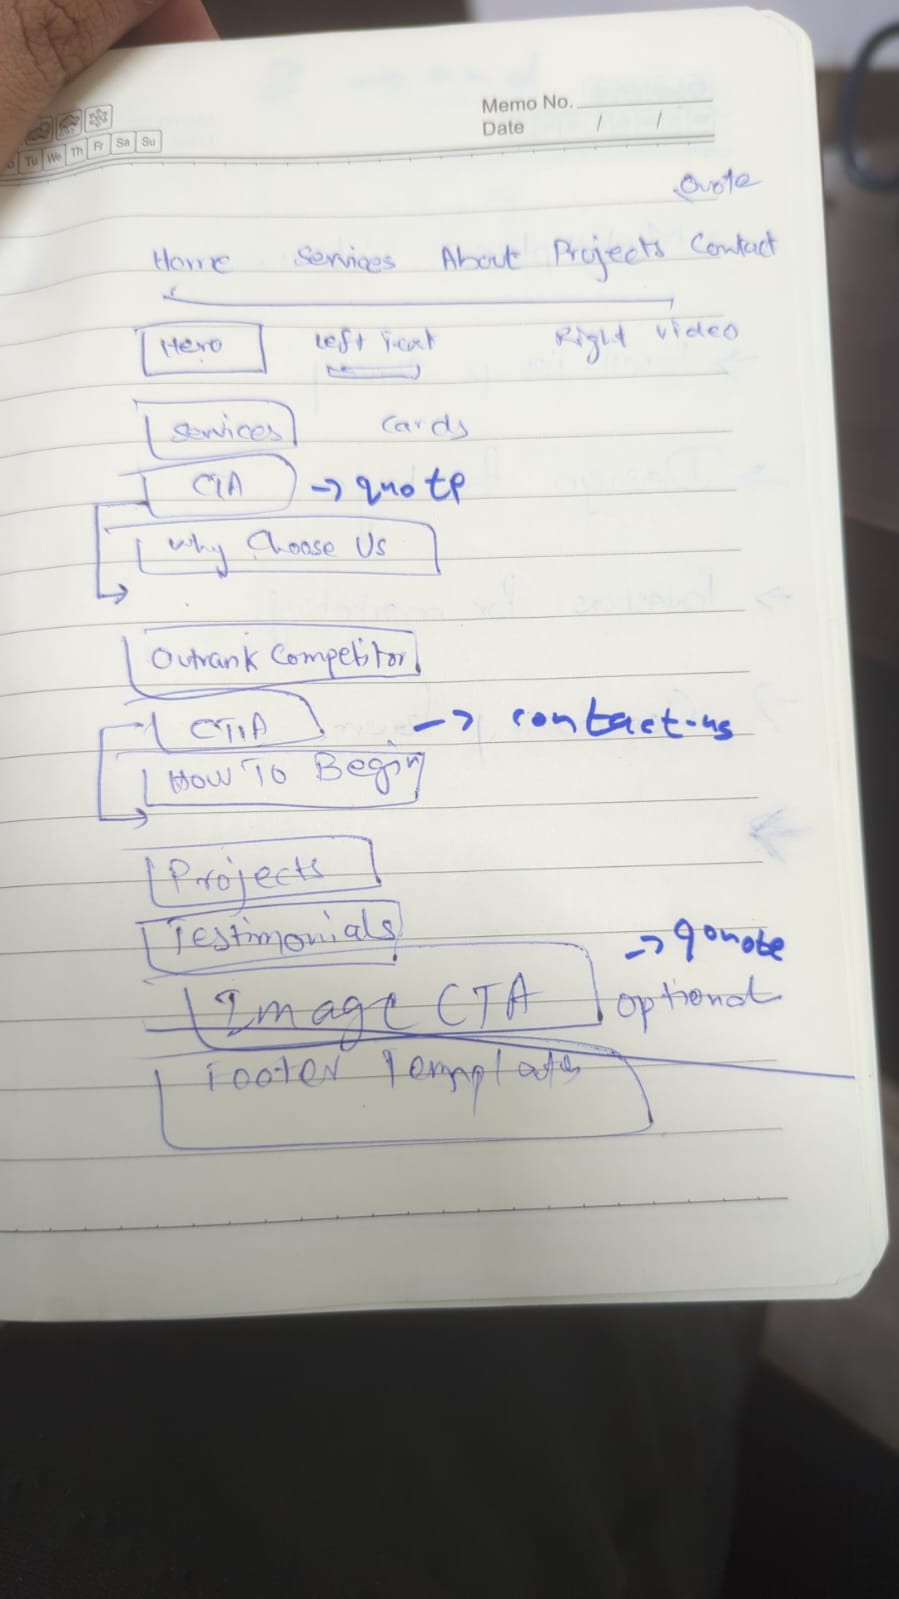 Memo No.
Date / /
Tu We Th Fr Sa Su
Quote
Home Services About Projects Contact
Hero Left Text Right Video
Services Cards
CTA -> quote
Why Choose Us
Outrank Competitor
CTA -> contact-us
HOW TO Begin
Projects
Testimonials
-> quote
Image CTA optional
Footer Template